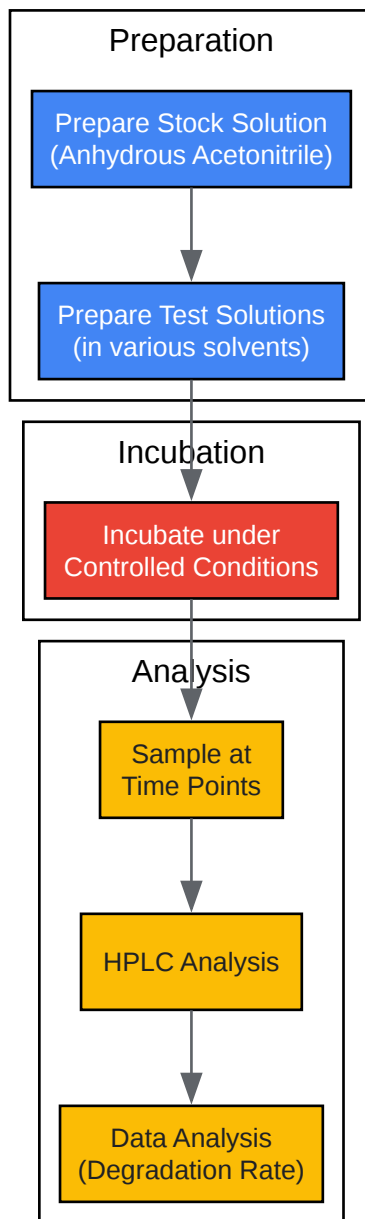 Preparation
Prepare Stock Solution
(Anhydrous Acetonitrile)
Prepare Test Solutions
(in various solvents)
Incubation
Incubate under
Controlled Conditions
Analysis
Sample at
Time Points
HPLC Analysis
Data Analysis
(Degradation Rate)